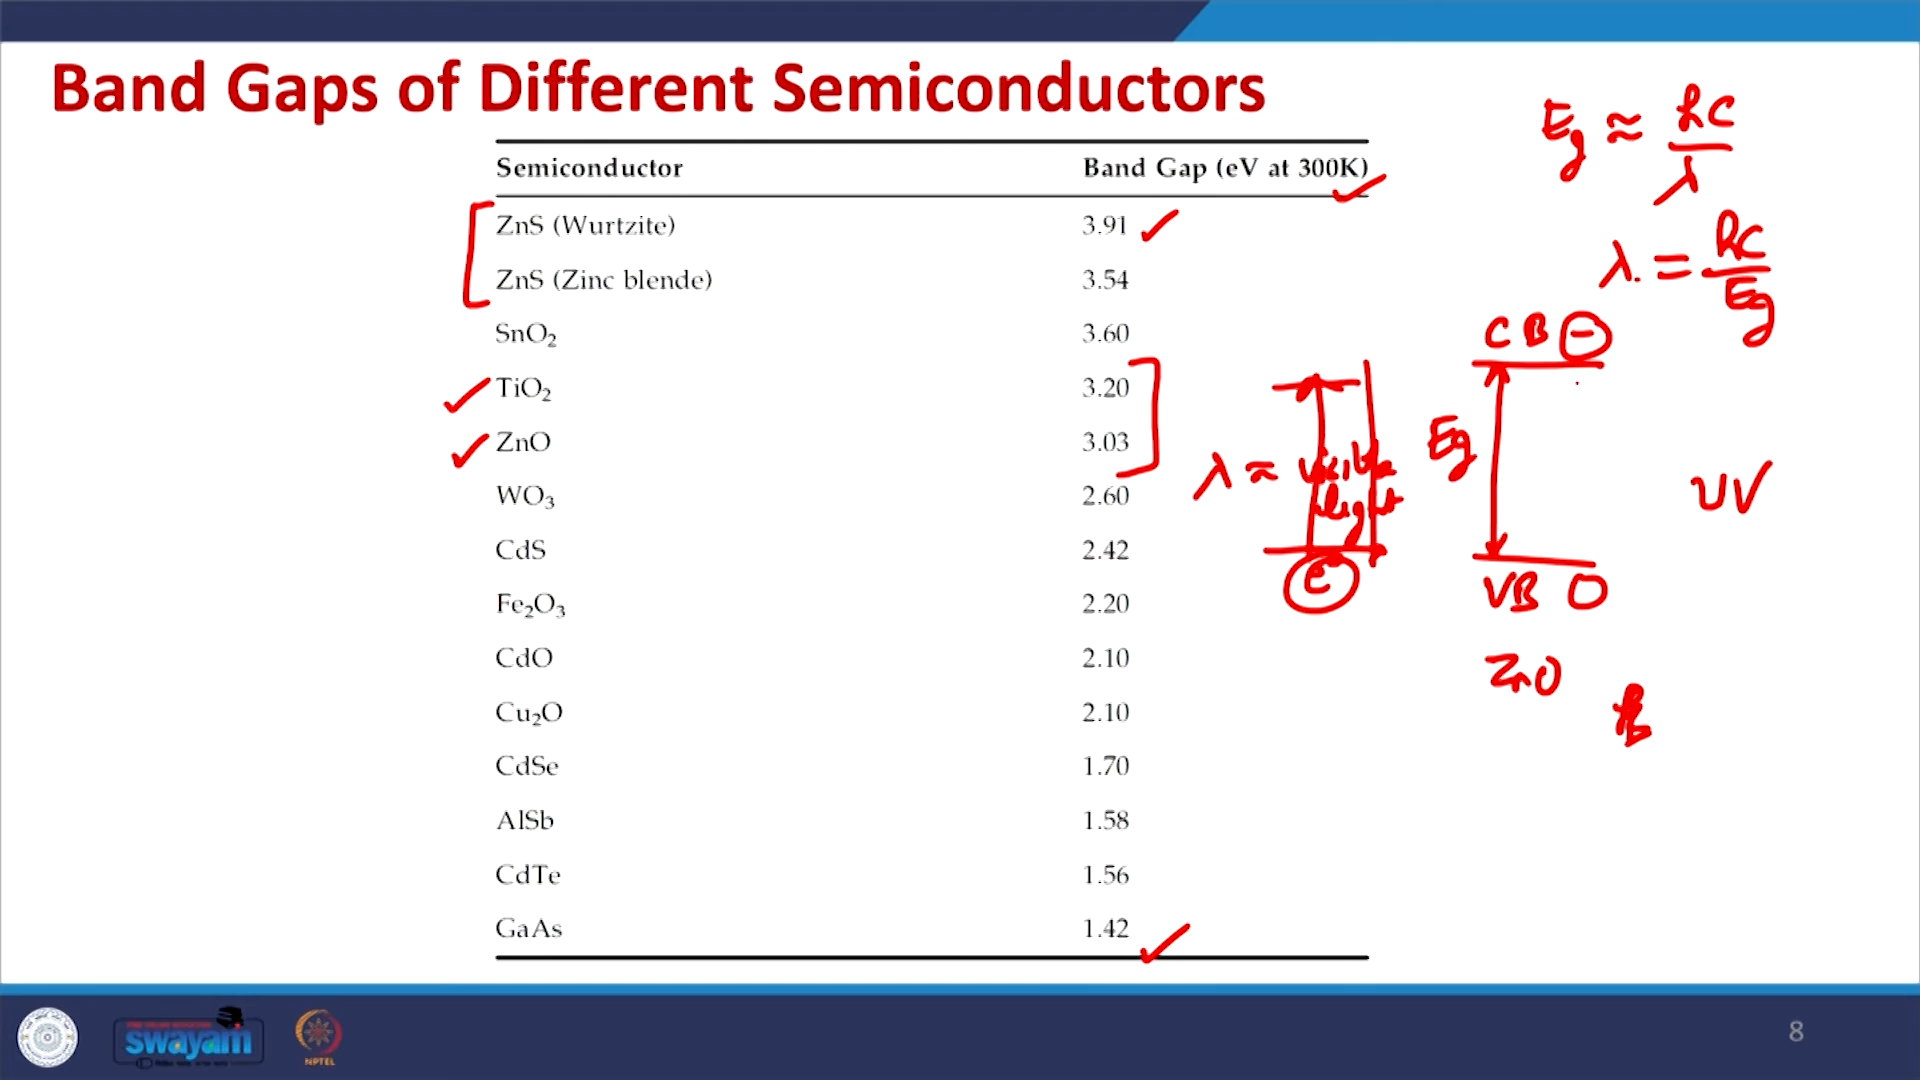 Band Gaps of Different Semiconductors
Semiconductor Band Gap (eV at 300K)
ZnS (Wurtzite) 3.91
ZnS (Zinc blende) 3.54
SnO₂ 3.60
TiO₂ 3.20
ZnO 3.03
WO₃ 2.60
CdS 2.42
Fe₂O₃ 2.20
CdO 2.10
Cu₂O 2.10
CdSe 1.70
AlSb 1.58
CdTe 1.56
GaAs 1.42
Eg ≈ hc/λ
λ = hc/Eg
CB −
Eg
λ ≈ visible
light
e⁻
UV
VB O
ZnO
swayam
NPTEL
8